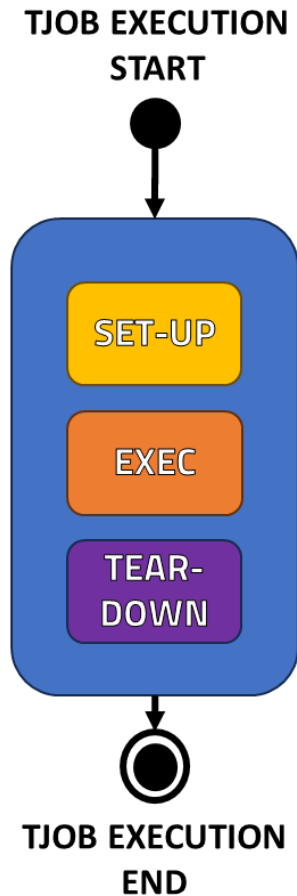 TJOB EXECUTION
START
SET-UP
EXEC
TEAR-
DOWN
TJOB EXECUTION
END